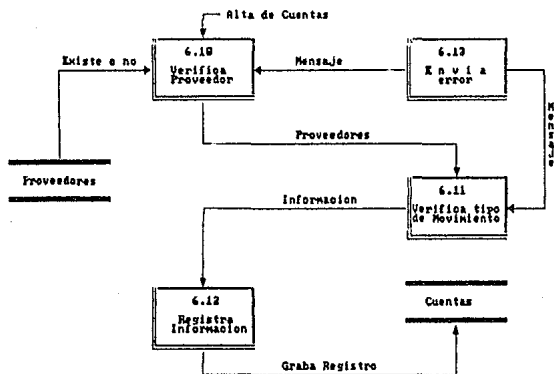 Alta de Cuentas
Existe o no
6.10
Verifica
Proveedor
Mensaje
6.13
E n v i a
error
Mensaje
Proveedores
Proveedores
6.11
Verifica tipo
de Movimiento
Informacion
6.12
Registra
Informacion
Cuentas
Graba Registro